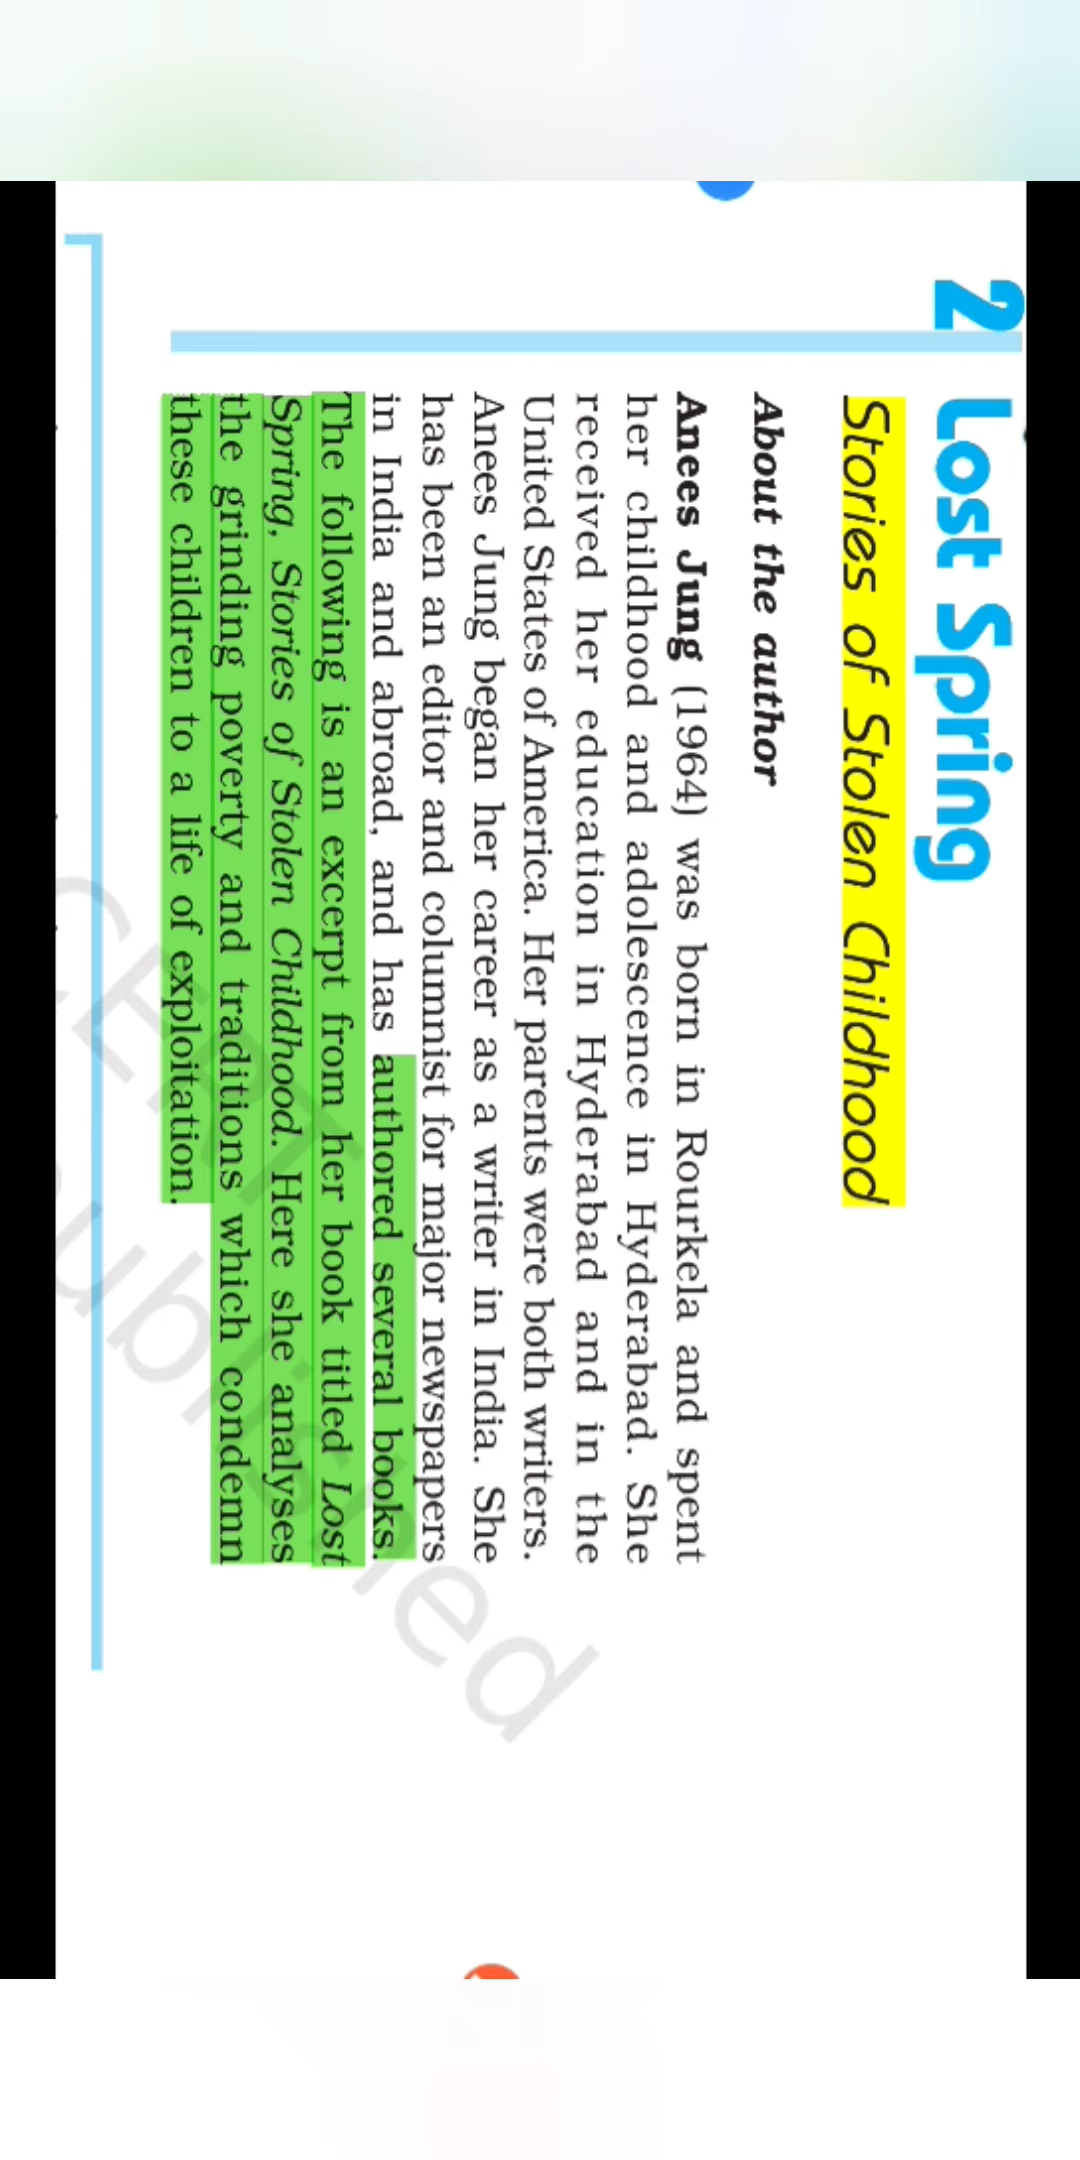 2 Lost Spring
Stories of Stolen Childhood
About the author
Anees Jung (1964) was born in Rourkela and spent
her childhood and adolescence in Hyderabad. She
received her education in Hyderabad and in the
United States of America. Her parents were both writers.
Anees Jung began her career as a writer in India. She
has been an editor and columnist for major newspapers
in India and abroad, and has authored several books.
The following is an excerpt from her book titled Lost
Spring, Stories of Stolen Childhood. Here she analyses
the grinding poverty and traditions which condemn
these children to a life of exploitation.
CERT
ublished